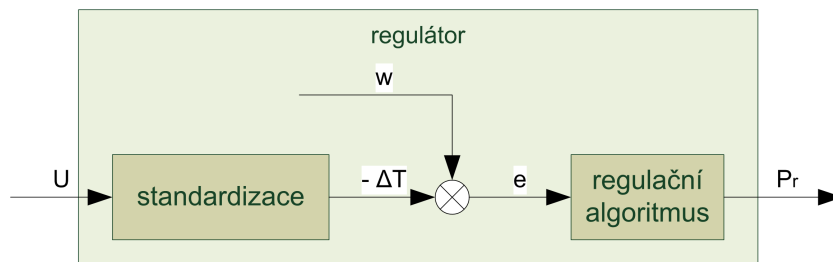 regulátor
w
U
standardizace
- ΔT
e
regulační
algoritmus
Pr